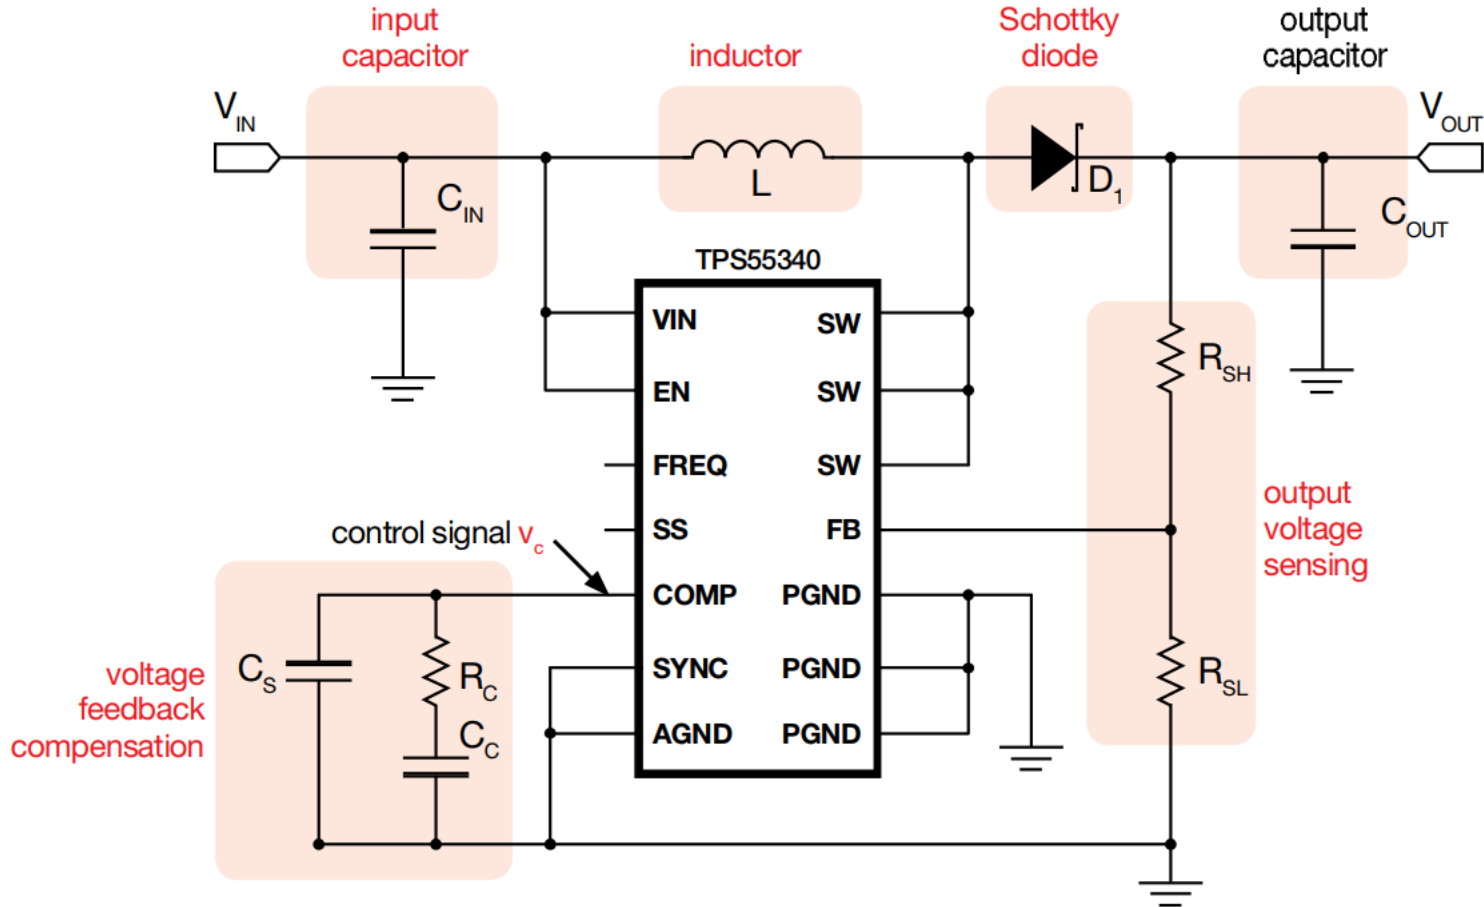 input
capacitor
inductor
Schottky
diode
output
capacitor
VIN
VOUT
CIN
L
D1
COUT
TPS55340
VIN
SW
EN
SW
FREQ
SW
SS
FB
COMP
PGND
SYNC
PGND
AGND
PGND
RSH
output
voltage
sensing
RSL
control signal vc
voltage
feedback
compensation
CS
RC
CC